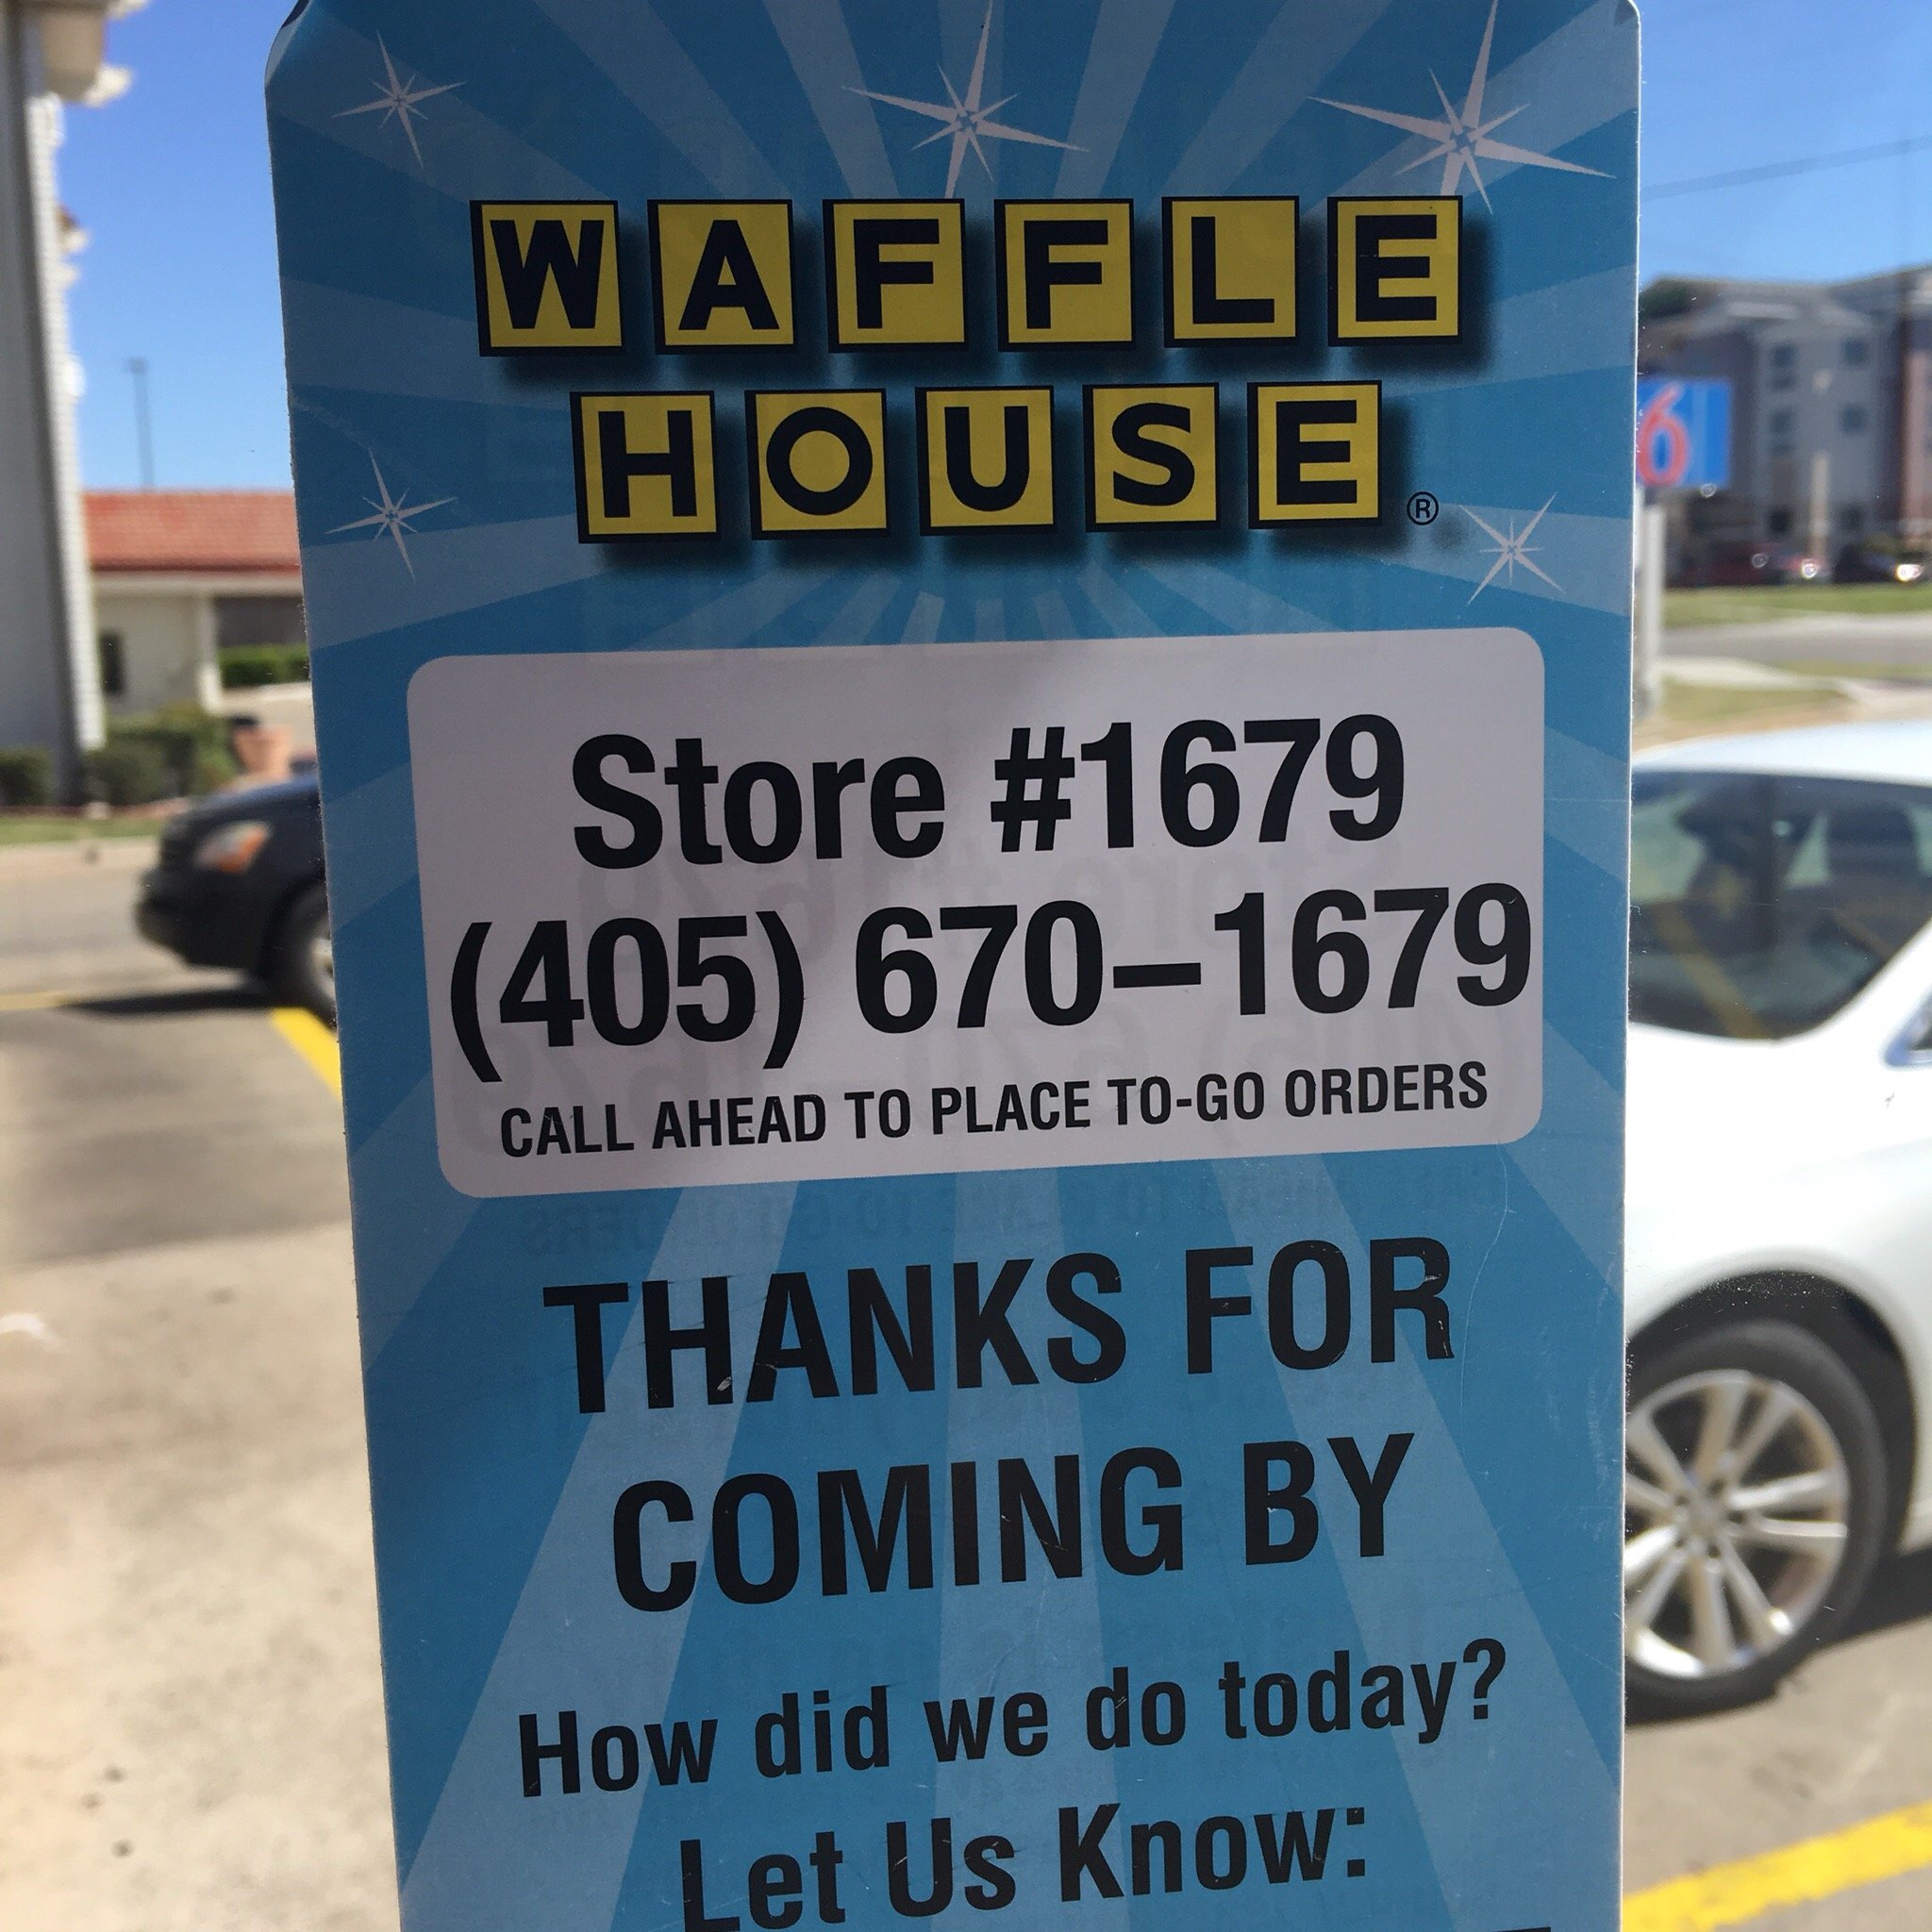 WAFFLE
HOUSE®
Store #1679
(405) 670–1679
CALL AHEAD TO PLACE TO-GO ORDERS
THANKS FOR
COMING BY
How did we do today?
Let Us Know:
6